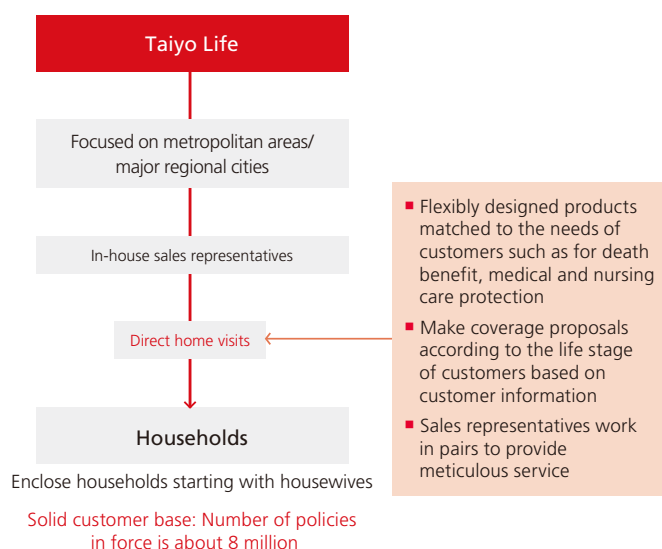 Taiyo Life
Focused on metropolitan areas/
major regional cities
In-house sales representatives
Direct home visits
Households
Enclose households starting with housewives
Solid customer base: Number of policies
in force is about 8 million
■ Flexibly designed products
matched to the needs of
customers such as for death
benefit, medical and nursing
care protection
■ Make coverage proposals
according to the life stage
of customers based on
customer information
■ Sales representatives work
in pairs to provide
meticulous service